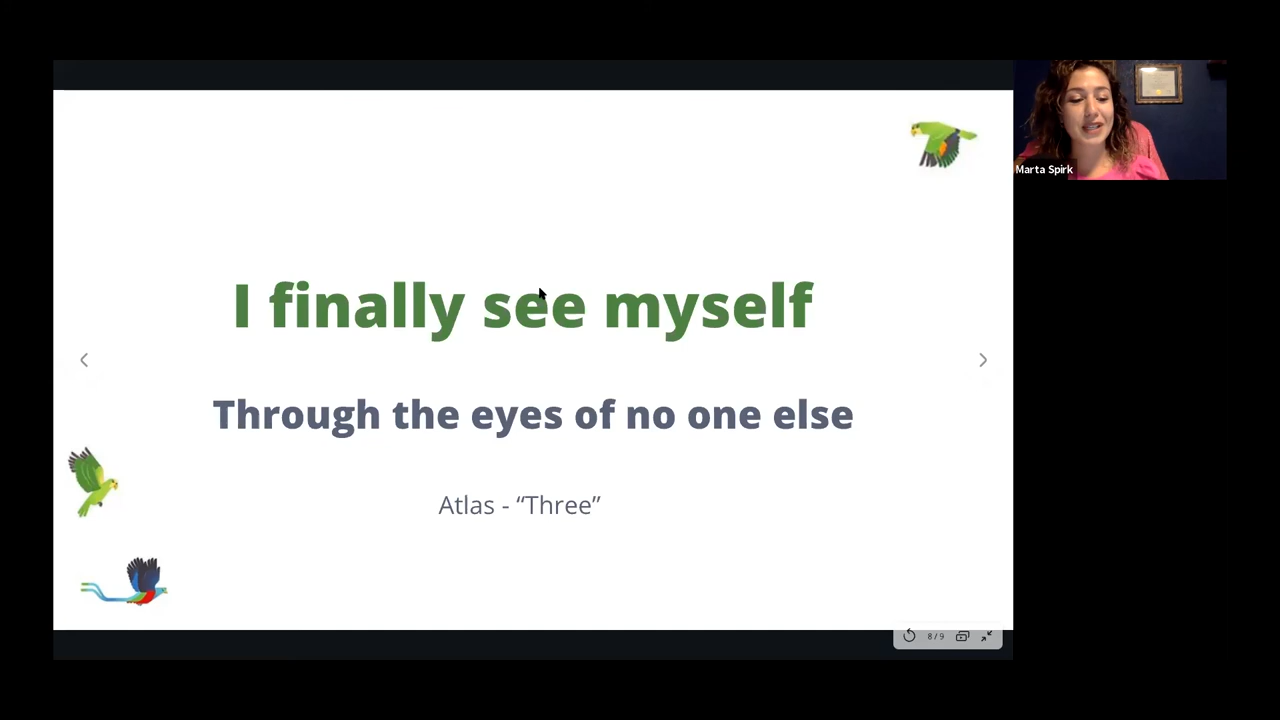 I finally see myself
Through the eyes of no one else
Atlas - “Three”
Marta Spirk
8 / 9